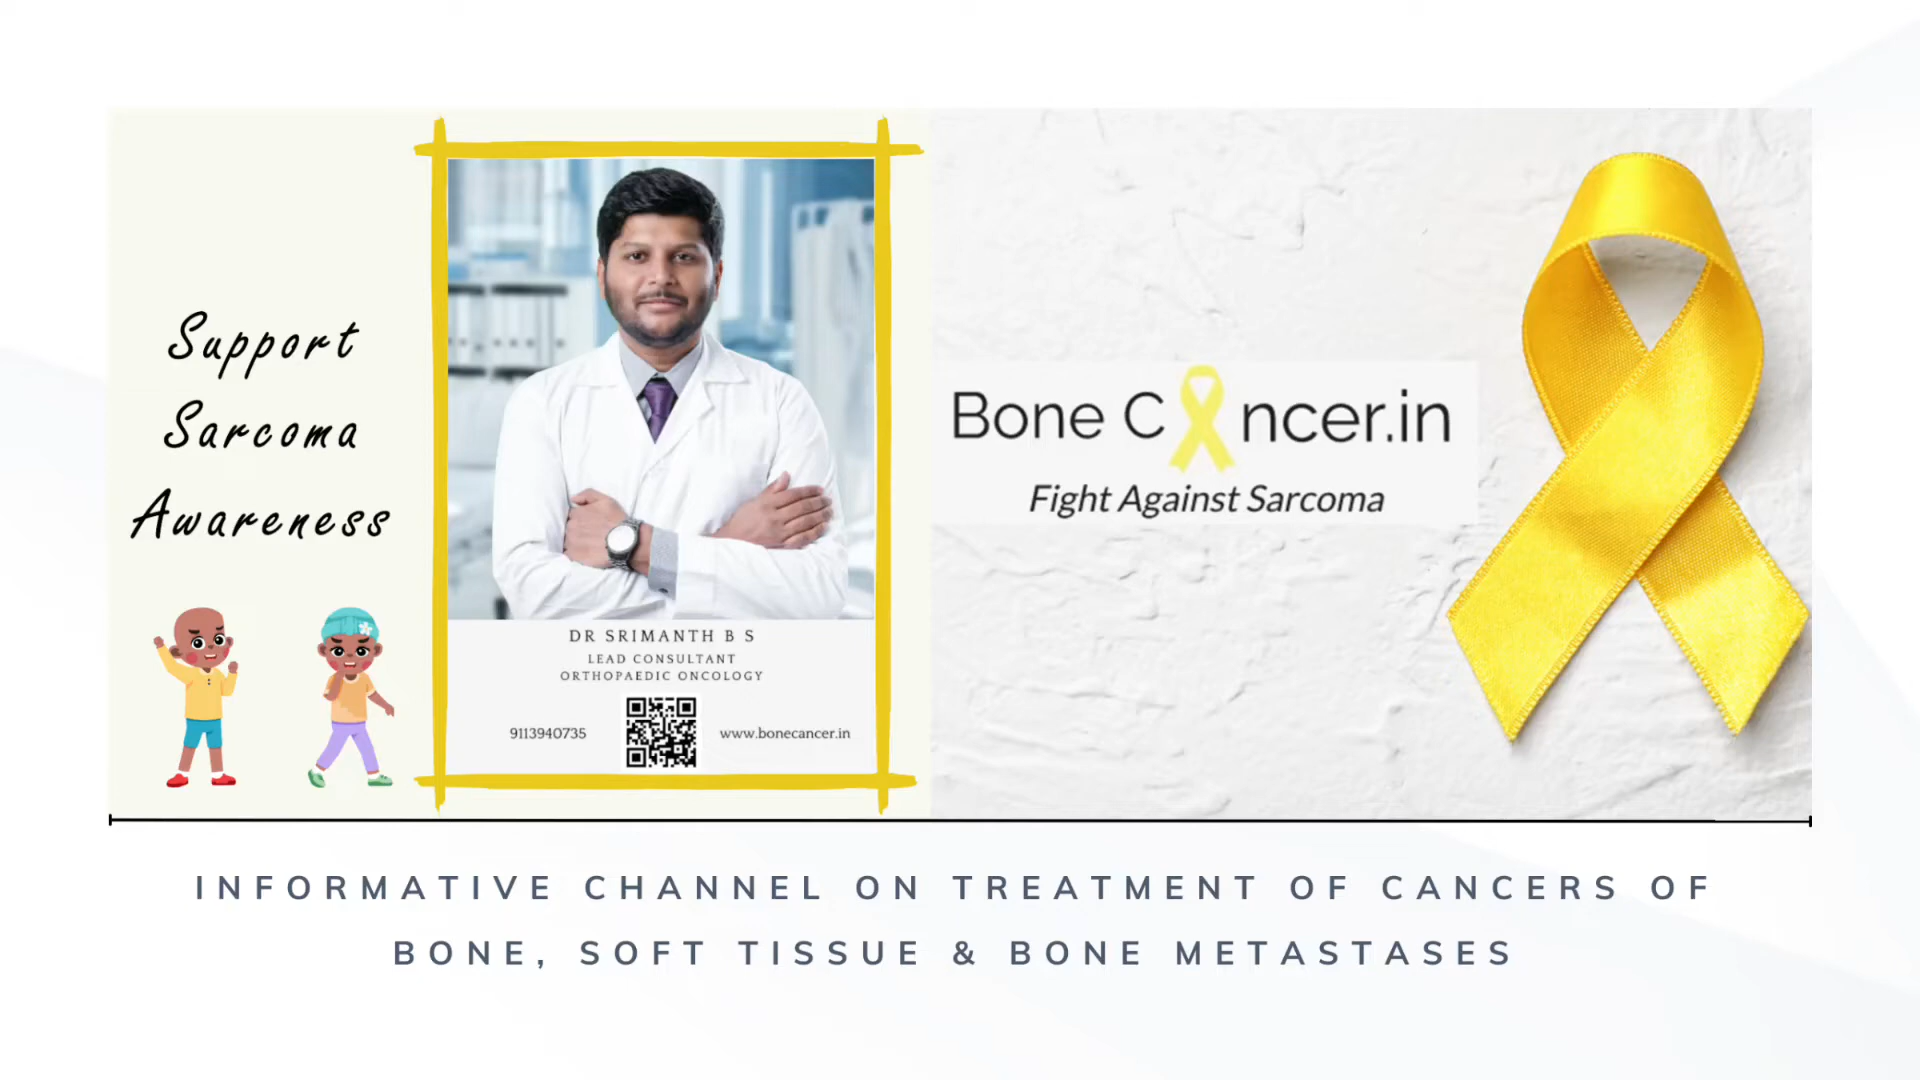 Support
Sarcoma
Awareness
DR SRIMANTH B S
LEAD CONSULTANT
ORTHOPAEDIC ONCOLOGY
9113940735
www.bonecancer.in
Bone Cancer.in
Fight Against Sarcoma
INFORMATIVE CHANNEL ON TREATMENT OF CANCERS OF
BONE, SOFT TISSUE & BONE METASTASES